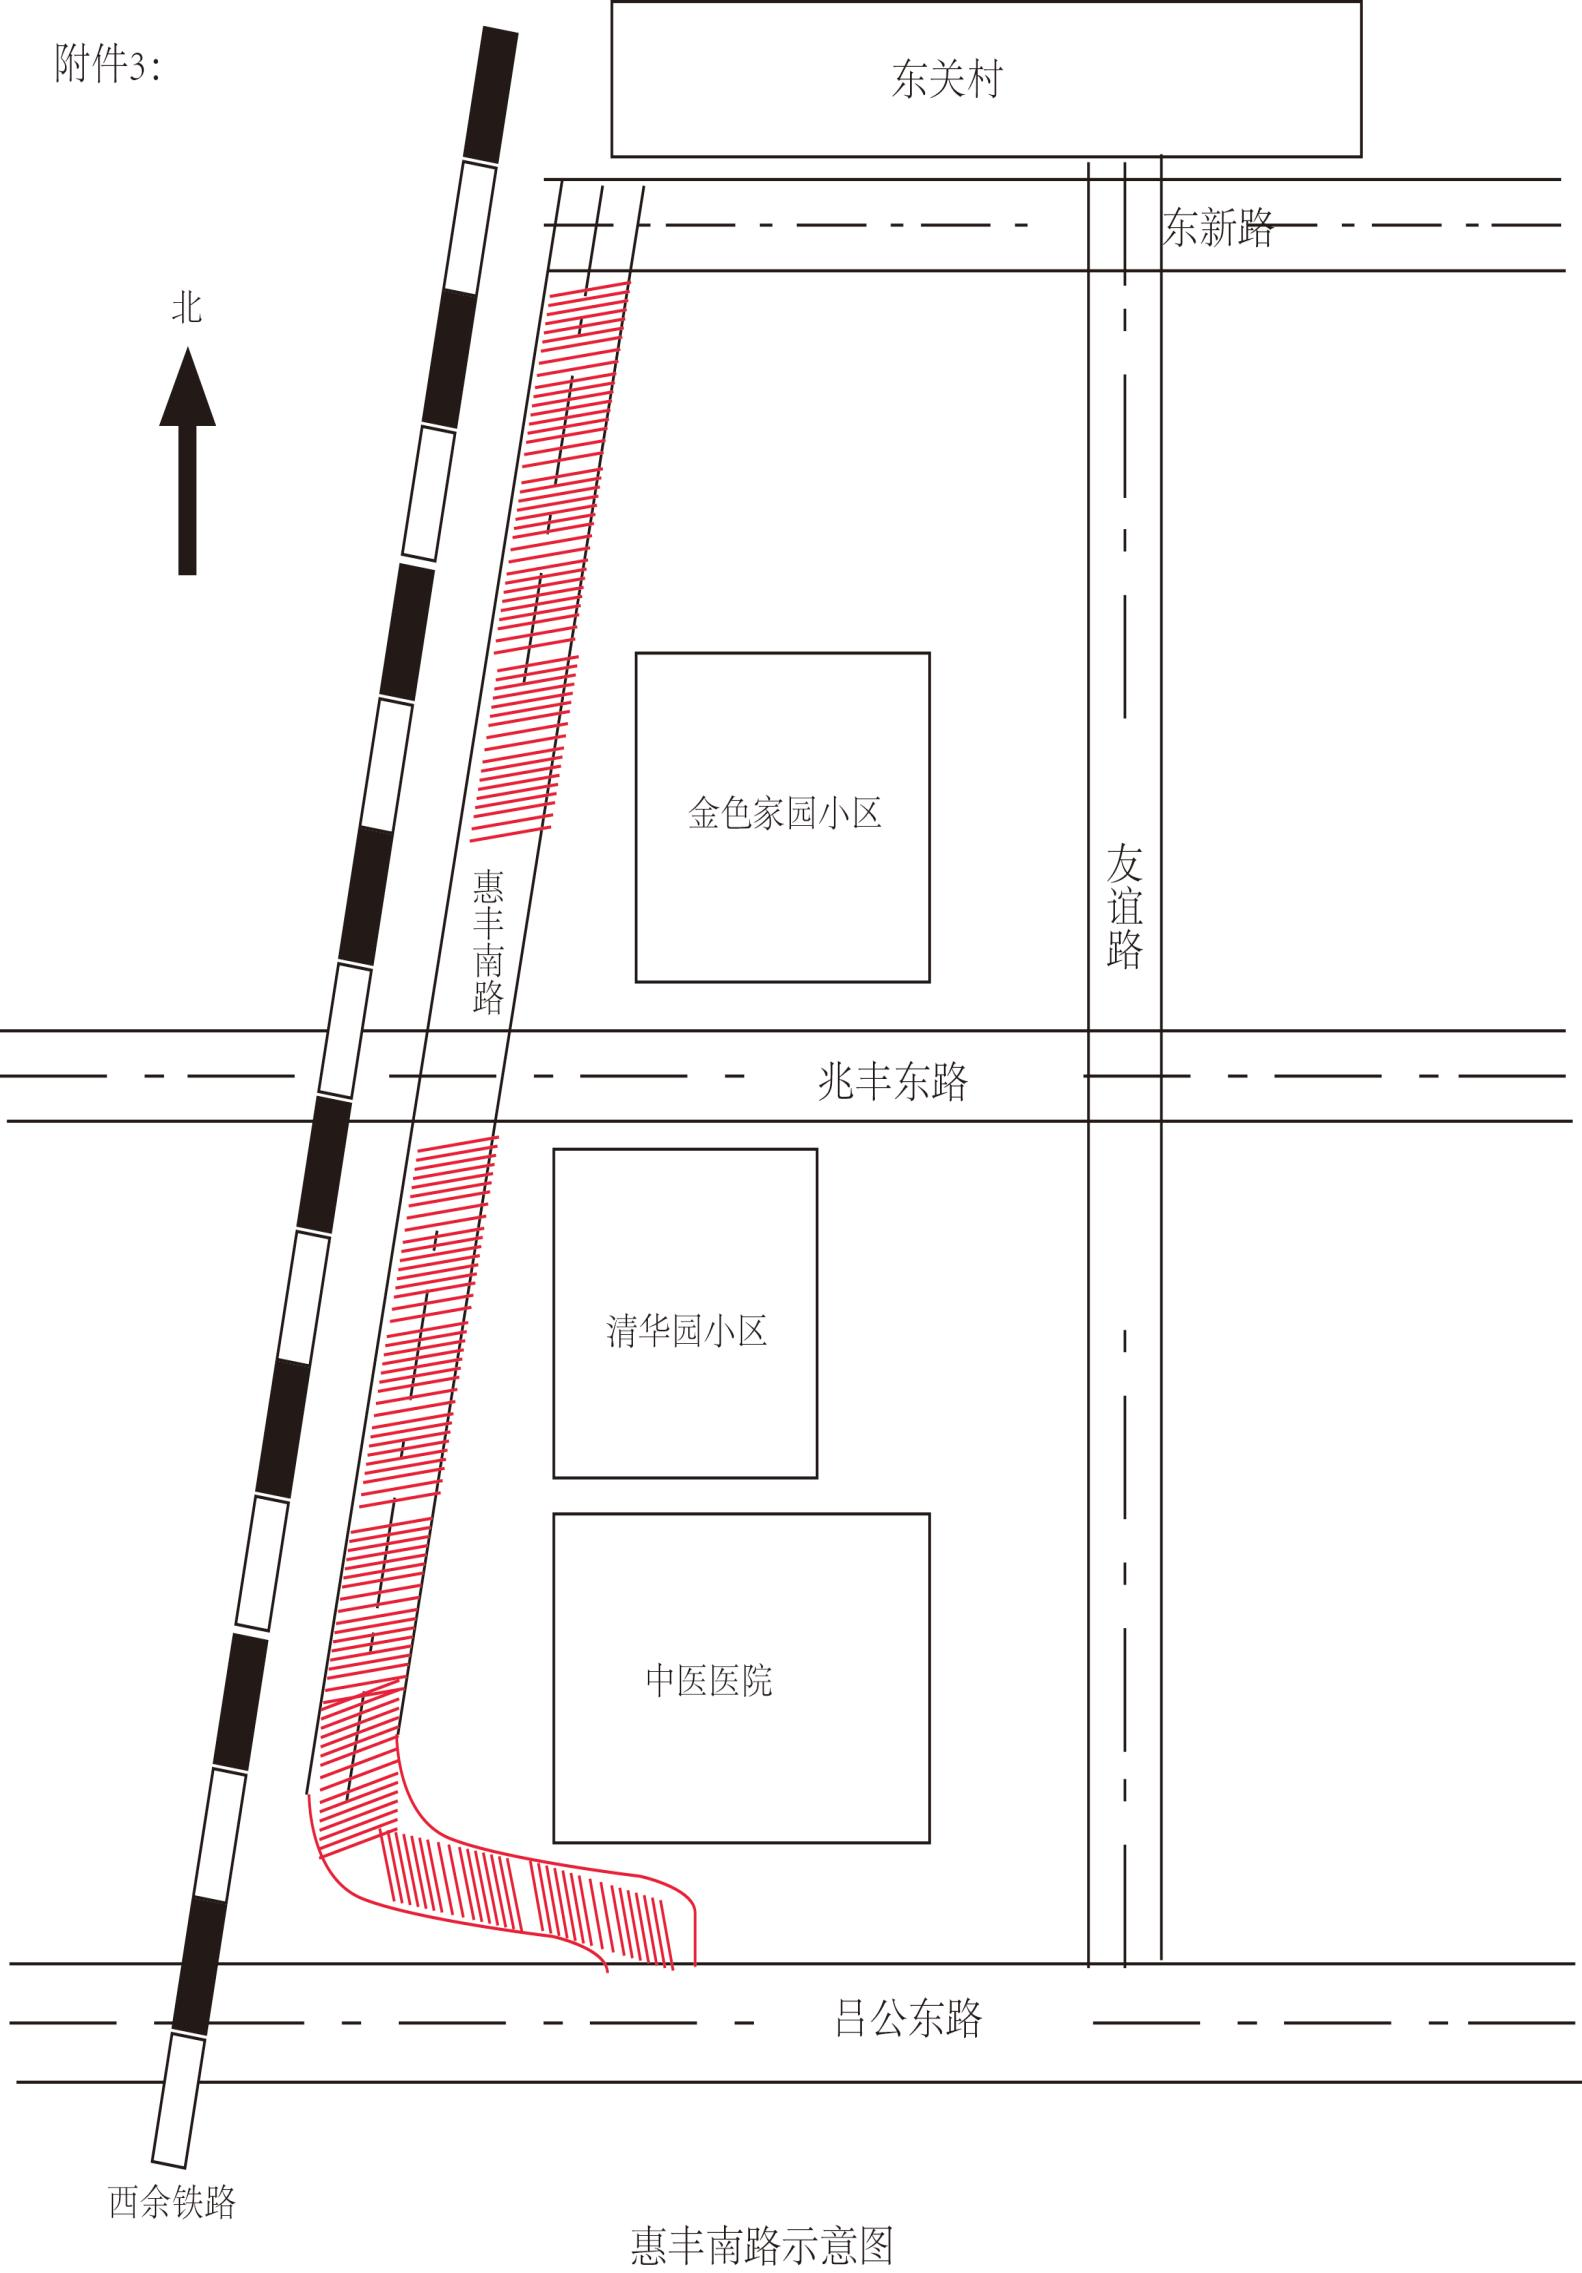 附件3：
东关村
东新路
北
金色家园小区
友谊路
惠丰南路
兆丰东路
清华园小区
中医医院
吕公东路
西余铁路
惠丰南路示意图